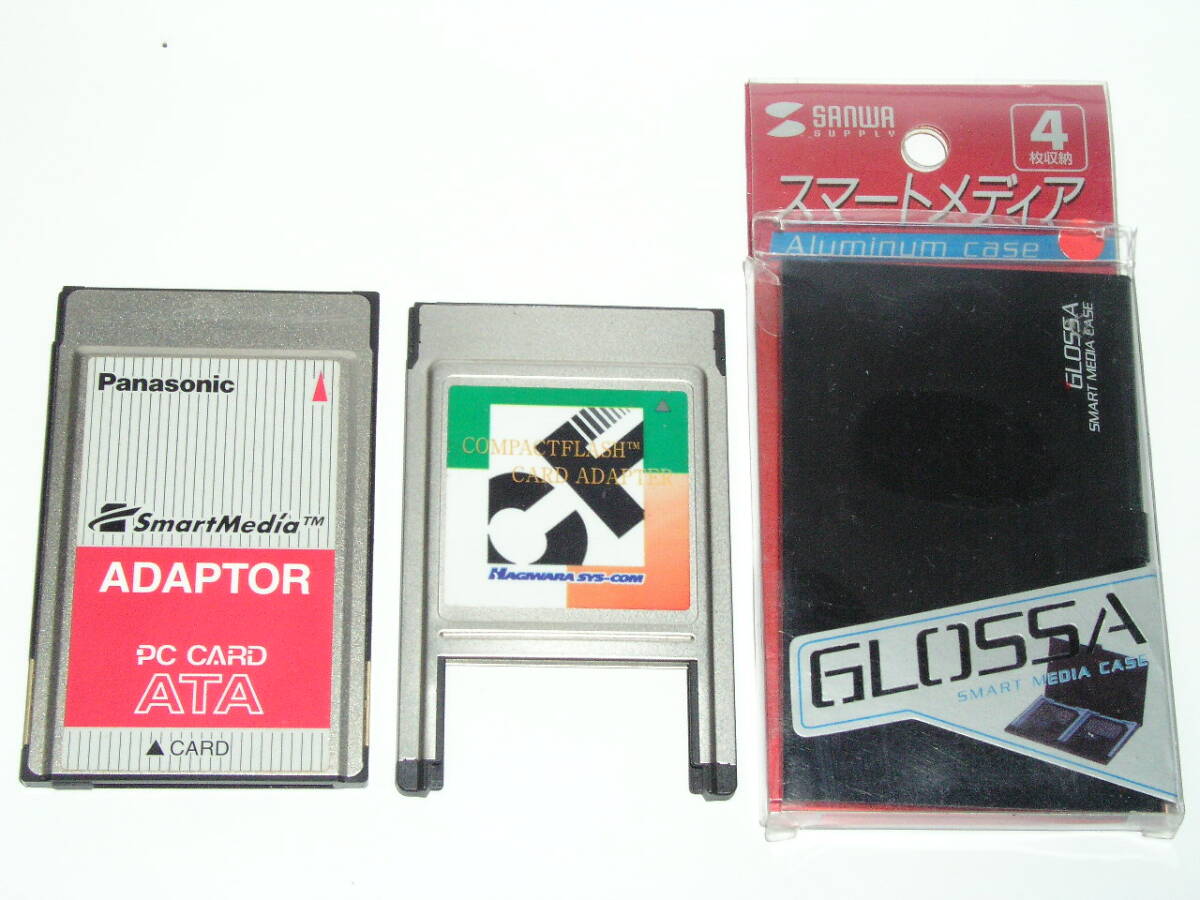 Panasonic
SmartMedia™
ADAPTOR
PC CARD
ATA
▲ CARD
COMPACTFLASH™
CARD ADAPTER
HAGIWARA SYS-COM
SANWA
SUPPLY
4
枚収納
スマートメディア
Aluminum case
GLOSSA
SMART MEDIA CASE
GLOSSA
SMART MEDIA CASE